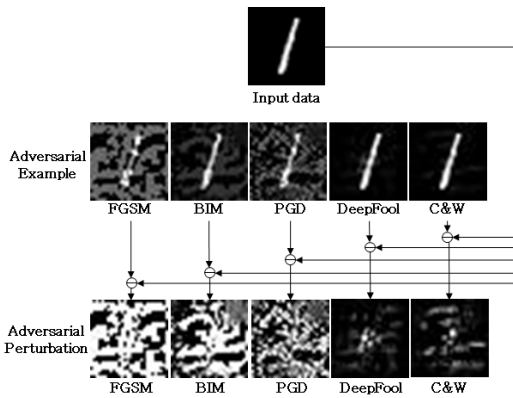 Input data
Adversarial
Example
FGSM BIM PGD DeepFool C&W
Adversarial
Perturbation
FGSM BIM PGD DeepFool C&W